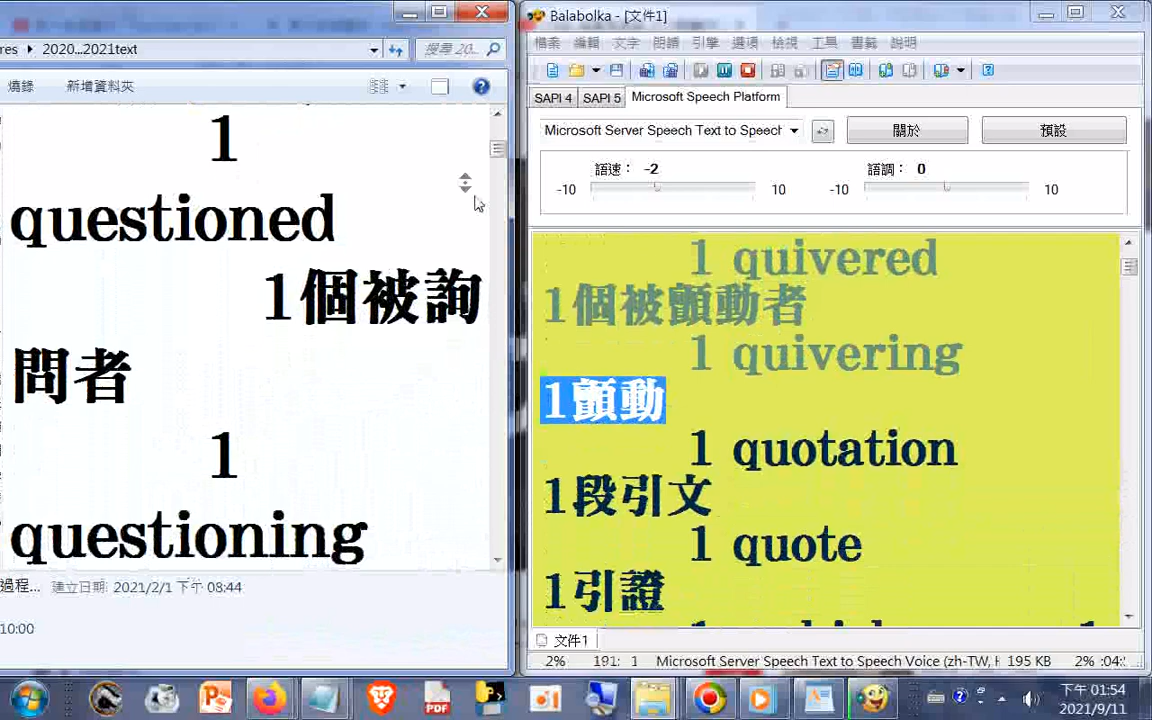 res ▸ 2020...2021text
搜尋 20...
燒錄 新增資料夾
1
questioned
1個被詢
問者
1
questioning
過程... 建立日期: 2021/2/1 下午 08:44
10:00
Balabolka - [文件1]
檔案 編輯 文字 朗讀 引擎 選項 檢視 工具 書籤 說明
SAPI 4 SAPI 5 Microsoft Speech Platform
Microsoft Server Speech Text to Speech 關於 預設
語速: -2 語調: 0
-10 10 -10 10
1 quivered
1個被顫動者
1 quivering
1顫動
1 quotation
1段引文
1 quote
1引證
文件1
2% 191: 1 Microsoft Server Speech Text to Speech Voice (zh-TW, 195 KB 2%
PDF
下午 01:54
2021/9/11